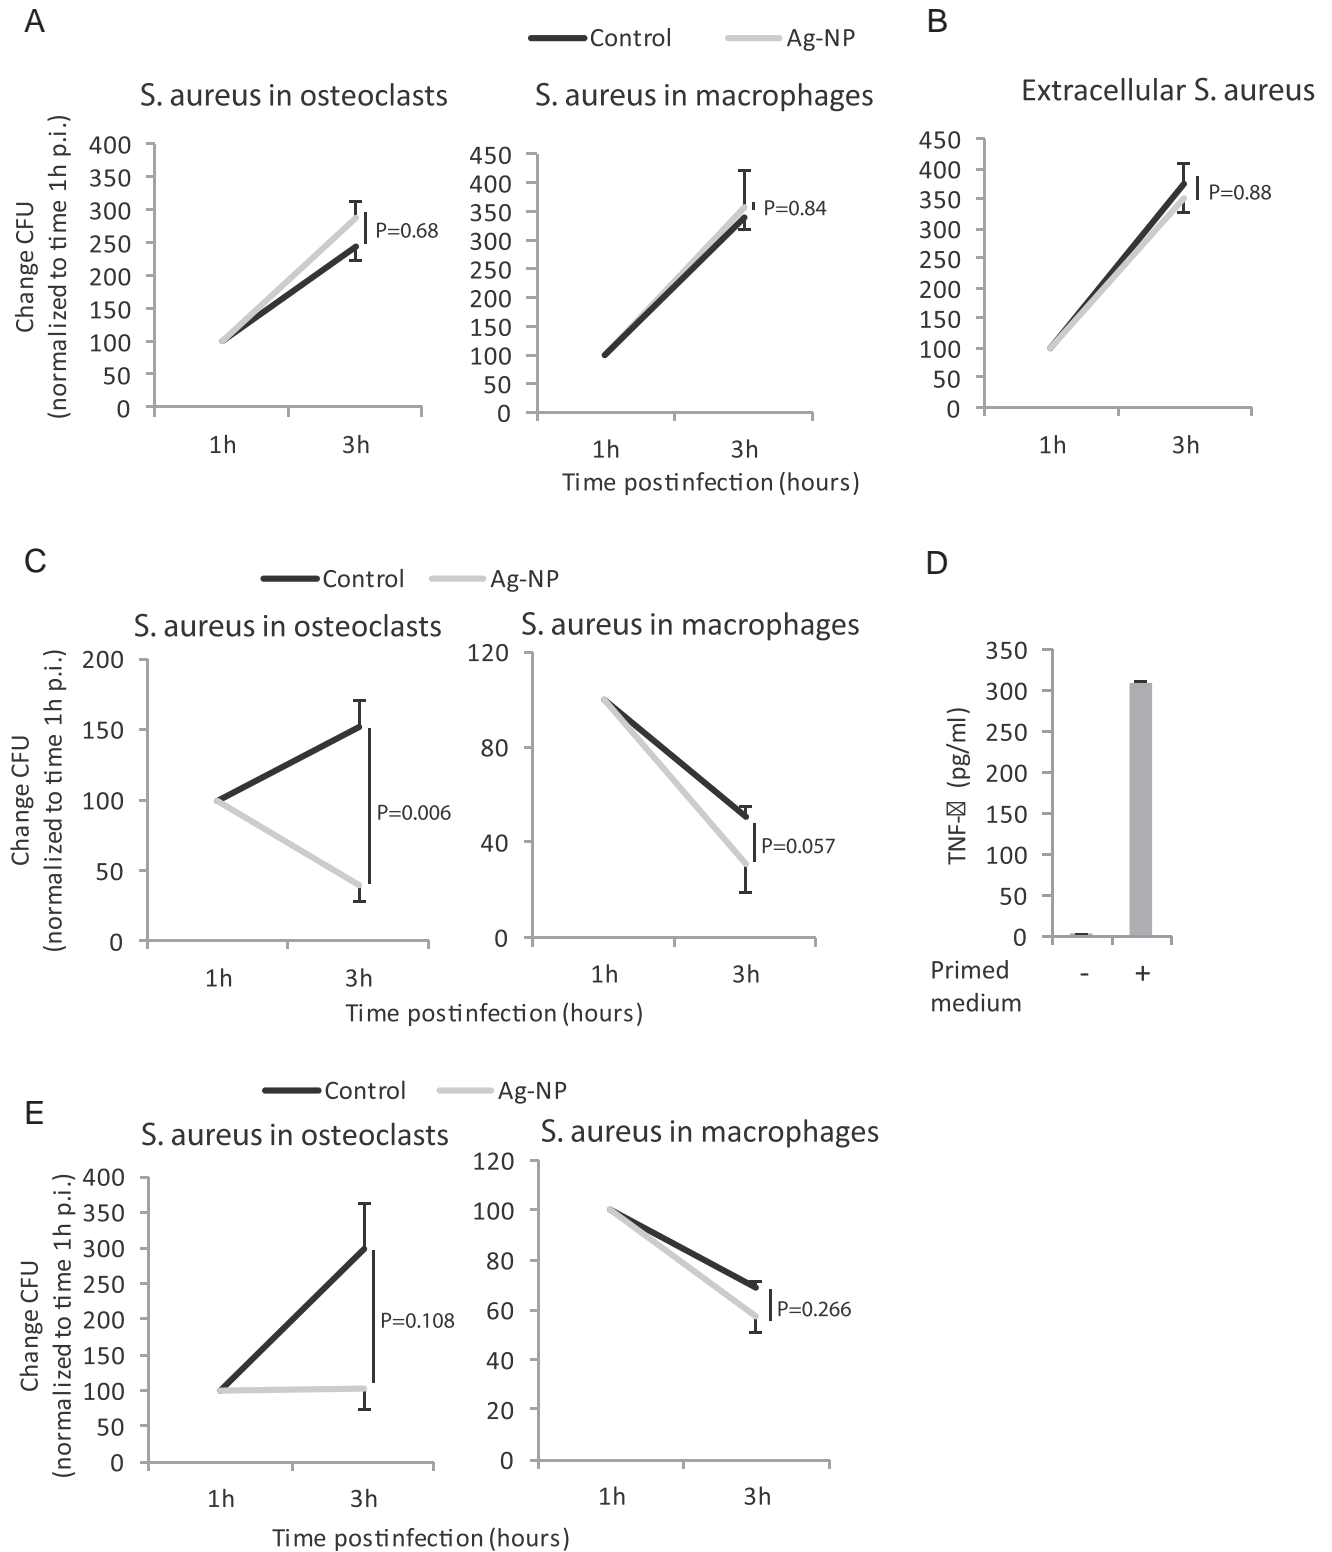 A
Control
Ag-NP
B
S. aureus in osteoclasts
S. aureus in macrophages
Extracellular S. aureus
Change CFU
(normalized to time 1h p.i.)
400
350
300
250
200
150
100
50
0
P=0.68
1h
3h
450
400
350
300
250
200
150
100
50
0
P=0.84
1h
3h
Time postinfection (hours)
450
400
350
300
250
200
150
100
50
0
P=0.88
1h
3h
C
Control
Ag-NP
D
S. aureus in osteoclasts
S. aureus in macrophages
Change CFU
(normalized to time 1h p.i.)
200
150
100
50
0
P=0.006
1h
3h
120
80
40
0
P=0.057
1h
3h
Time postinfection (hours)
TNF-☒ (pg/ml)
350
300
250
200
150
100
50
0
Primed
medium
-
+
Control
Ag-NP
E
S. aureus in osteoclasts
S. aureus in macrophages
Change CFU
(normalized to time 1h p.i.)
400
350
300
250
200
150
100
50
0
P=0.108
1h
3h
120
100
80
60
40
20
0
P=0.266
1h
3h
Time postinfection (hours)